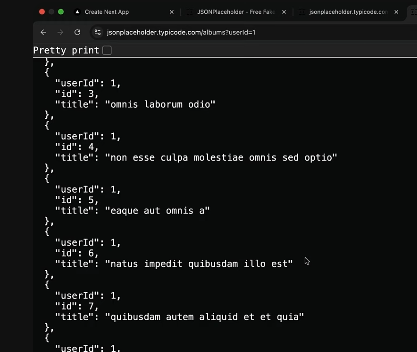 Create Next App
JSONPlaceholder - Free Fake
jsonplaceholder.typicode.co
jsonplaceholder.typicode.com/albums?userId=1
Pretty print
},
{
"userId": 1,
"id": 3,
"title": "omnis laborum odio"
},
{
"userId": 1,
"id": 4,
"title": "non esse culpa molestiae omnis sed optio"
},
{
"userId": 1,
"id": 5,
"title": "eaque aut omnis a"
},
{
"userId": 1,
"id": 6,
"title": "natus impedit quibusdam illo est"
},
{
"userId": 1,
"id": 7,
"title": "quibusdam autem aliquid et et quia"
},
{
"userId": 1,